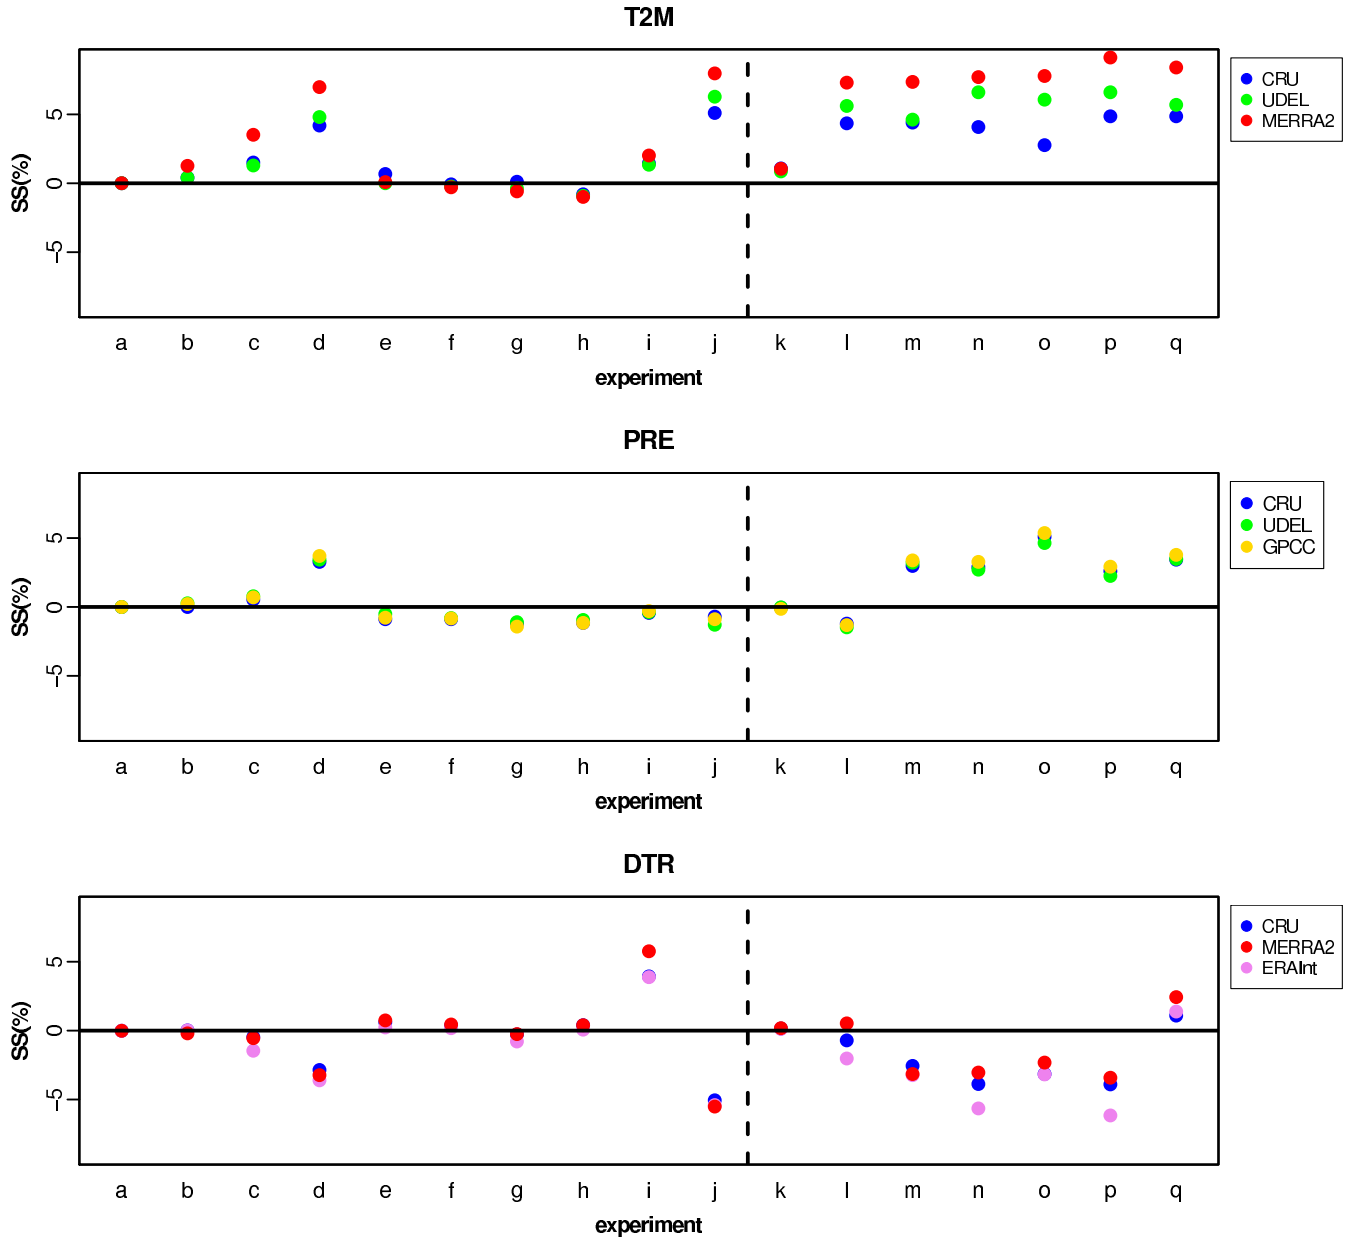 T2M
SS(%)
5
0
−5
a b c d e f g h i j k l m n o p q
experiment
CRU
UDEL
MERRA2
PRE
SS(%)
5
0
−5
a b c d e f g h i j k l m n o p q
experiment
CRU
UDEL
GPCC
DTR
SS(%)
5
0
−5
a b c d e f g h i j k l m n o p q
experiment
CRU
MERRA2
ERAInt